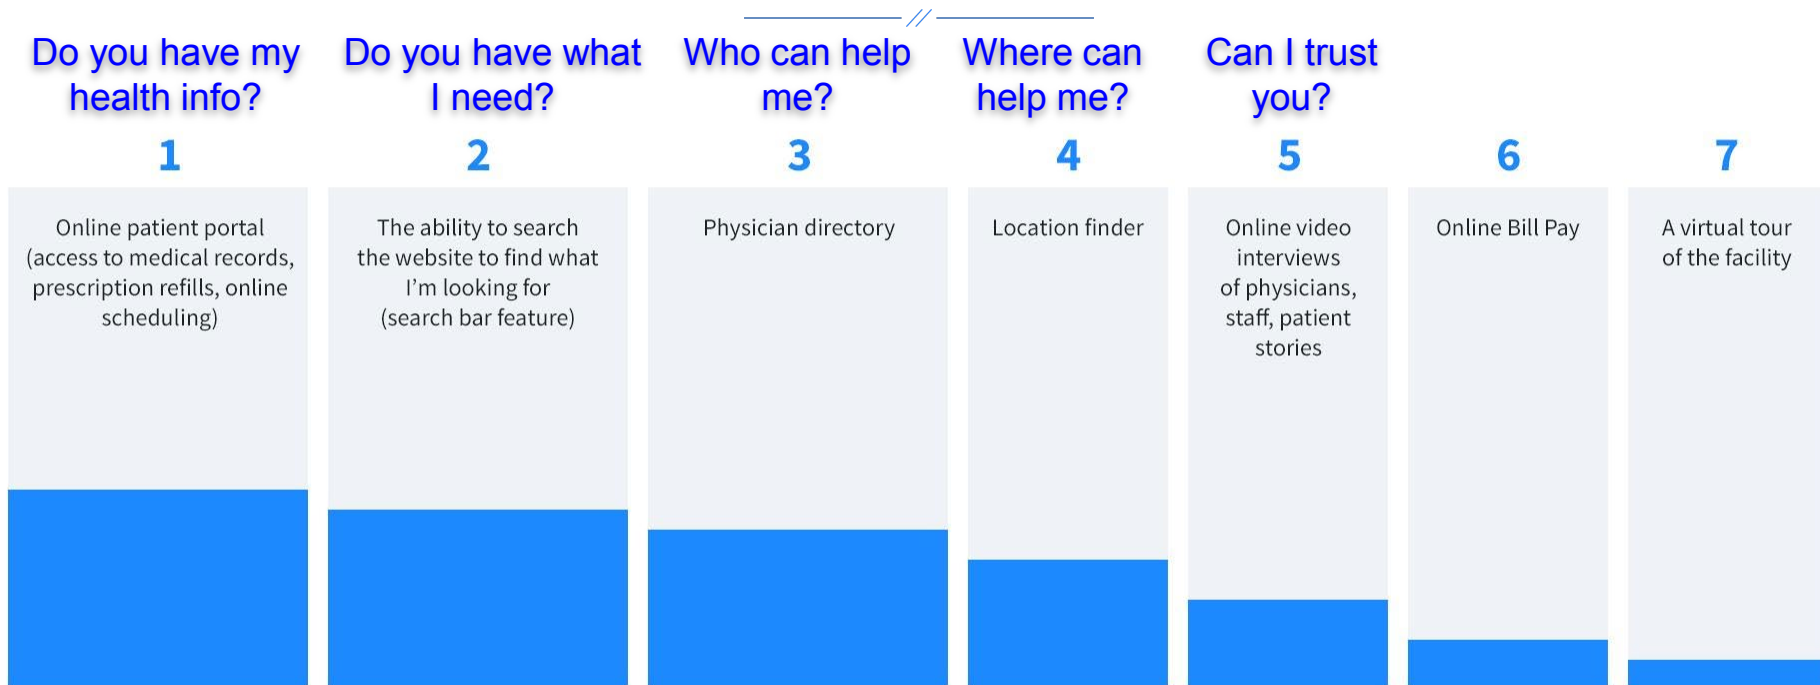 Do you have my
health info?
Do you have what
I need?
Who can help
me?
Where can
help me?
Can I trust
you?
1
2
3
4
5
6
7
Online patient portal
(access to medical records,
prescription refills, online
scheduling)
The ability to search
the website to find what
I'm looking for
(search bar feature)
Physician directory
Location finder
Online video
interviews
of physicians,
staff, patient
stories
Online Bill Pay
A virtual tour
of the facility